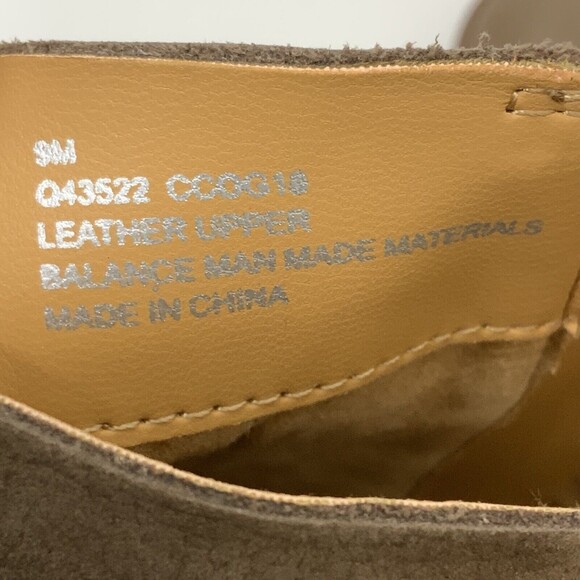 9M
Q43522 CCOG18
LEATHER UPPER
BALANCE MAN MADE MATERIALS
MADE IN CHINA